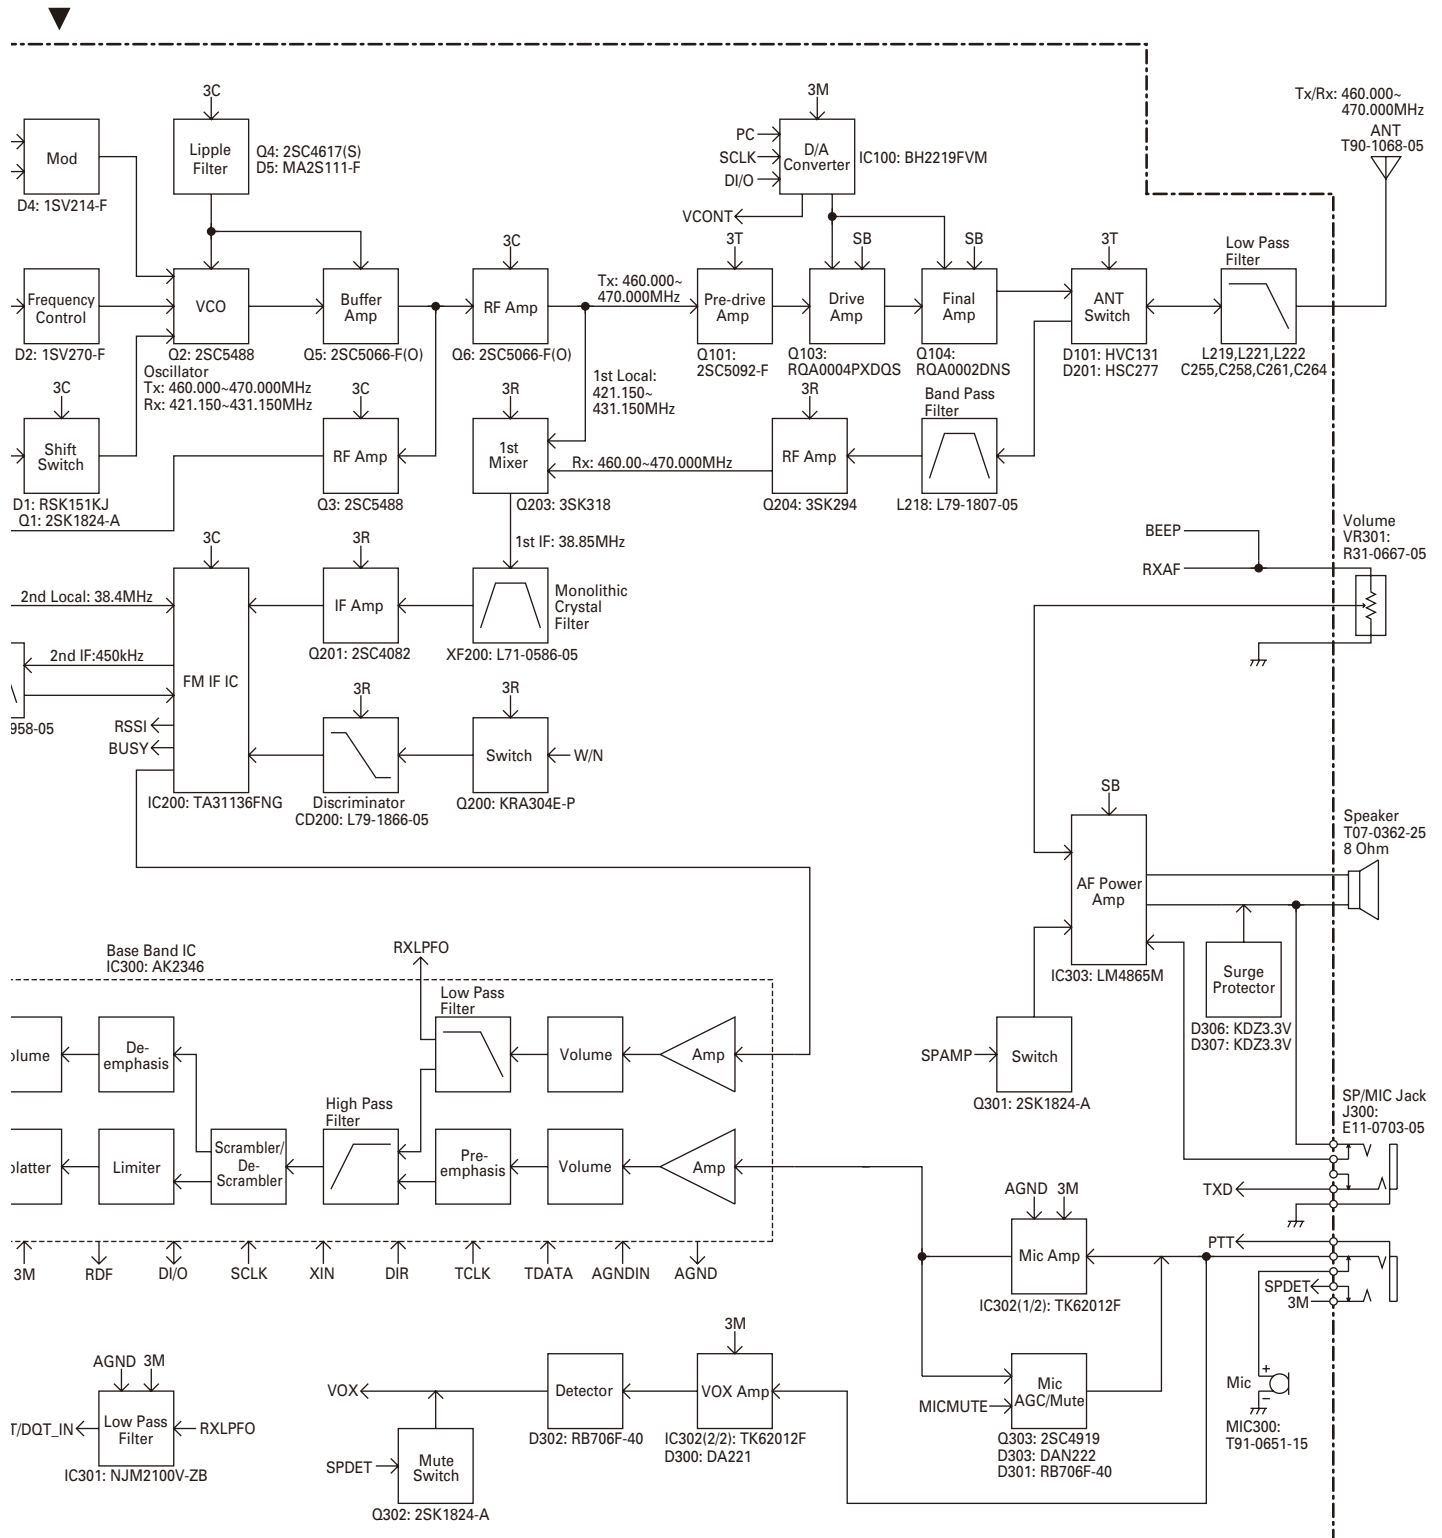 3C
3M
Tx/Rx: 460.000~
470.000MHz
ANT
T90-1068-05
Mod
D4: 1SV214-F
Lipple
Filter
Q4: 2SC4617(S)
D5: MA2S111-F
PC
SCLK
DI/O
D/A
Converter
IC100: BH2219FVM
VCONT
3C
3T
SB
SB
3T
Low Pass
Filter
Frequency
Control
D2: 1SV270-F
VCO
Q2: 2SC5488
Oscillator
Tx: 460.000~470.000MHz
Rx: 421.150~431.150MHz
Buffer
Amp
Q5: 2SC5066-F(O)
RF Amp
Q6: 2SC5066-F(O)
Tx: 460.000~
470.000MHz
Pre-drive
Amp
Q101:
2SC5092-F
Drive
Amp
Q103:
RQA0004PXDQS
Final
Amp
Q104:
RQA0002DNS
ANT
Switch
D101: HVC131
D201: HSC277
L219,L221,L222
C255,C258,C261,C264
3C
3C
3R
1st Local:
421.150~
431.150MHz
3R
Band Pass
Filter
Shift
Switch
D1: RSK151KJ
Q1: 2SK1824-A
RF Amp
Q3: 2SC5488
1st
Mixer
Q203: 3SK318
Rx: 460.00~470.000MHz
RF Amp
Q204: 3SK294
L218: L79-1807-05
3C
3R
1st IF: 38.85MHz
BEEP
RXAF
Volume
VR301:
R31-0667-05
2nd Local: 38.4MHz
2nd IF:450kHz
958-05
FM IF IC
RSSI
BUSY
IC200: TA31136FNG
IF Amp
Q201: 2SC4082
Monolithic
Crystal
Filter
XF200: L71-0586-05
3R
3R
Discriminator
CD200: L79-1866-05
Switch
Q200: KRA304E-P
W/N
SB
AF Power
Amp
IC303: LM4865M
Speaker
T07-0362-25
8 Ohm
Surge
Protector
D306: KDZ3.3V
D307: KDZ3.3V
SPAMP
Switch
Q301: 2SK1824-A
Base Band IC
IC300: AK2346
RXLPFO
Low Pass
Filter
olume
De-
emphasis
Volume
Amp
High Pass
Filter
latter
Limiter
Scrambler/
De-
Scrambler
Pre-
emphasis
Volume
Amp
SP/MIC Jack
J300:
E11-0703-05
TXD
PTT
SPDET
3M
AGND
3M
Mic Amp
IC302(1/2): TK62012F
3M
RDF
DI/O
SCLK
XIN
DIR
TCLK
TDATA
AGNDIN
AGND
AGND
3M
T/DQT_IN
Low Pass
Filter
RXLPFO
IC301: NJM2100V-ZB
VOX
SPDET
Mute
Switch
Q302: 2SK1824-A
Detector
D302: RB706F-40
3M
VOX Amp
IC302(2/2): TK62012F
D300: DA221
MICMUTE
Mic
AGC/Mute
Q303: 2SC4919
D303: DAN222
D301: RB706F-40
Mic
+
−
MIC300:
T91-0651-15